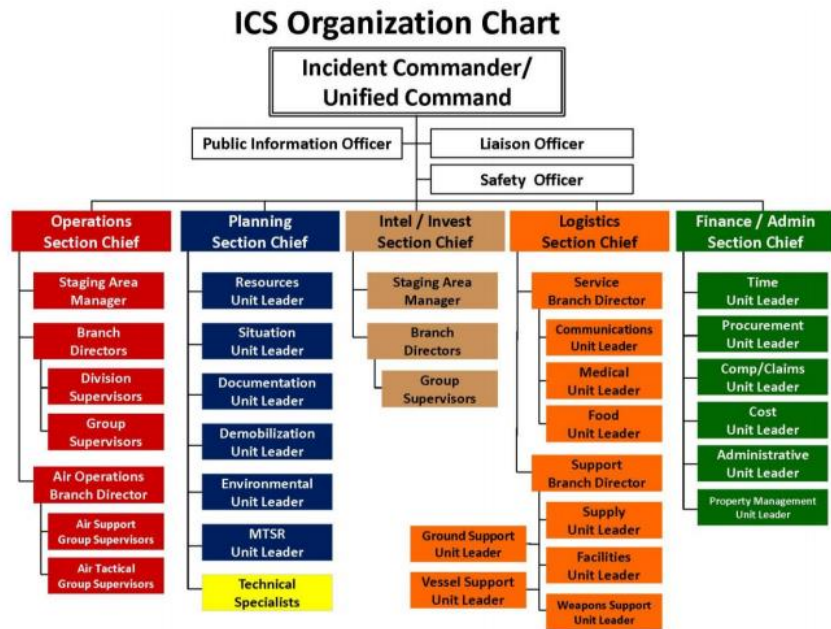 ICS Organization Chart
Incident Commander/
Unified Command
Public Information Officer
Liaison Officer
Safety Officer
Operations
Section Chief
Staging Area
Manager
Branch
Directors
Division
Supervisors
Group
Supervisors
Air Operations
Branch Director
Air Support
Group Supervisors
Air Tactical
Group Supervisors
Planning
Section Chief
Resources
Unit Leader
Situation
Unit Leader
Documentation
Unit Leader
Demobilization
Unit Leader
Environmental
Unit Leader
MTSR
Unit Leader
Technical
Specialists
Intel / Invest
Section Chief
Staging Area
Manager
Branch
Directors
Group
Supervisors
Logistics
Section Chief
Service
Branch Director
Communications
Unit Leader
Medical
Unit Leader
Food
Unit Leader
Support
Branch Director
Supply
Unit Leader
Ground Support
Unit Leader
Facilities
Unit Leader
Vessel Support
Unit Leader
Weapons Support
Unit Leader
Finance / Admin
Section Chief
Time
Unit Leader
Procurement
Unit Leader
Comp/Claims
Unit Leader
Cost
Unit Leader
Administrative
Unit Leader
Property Management
Unit Leader